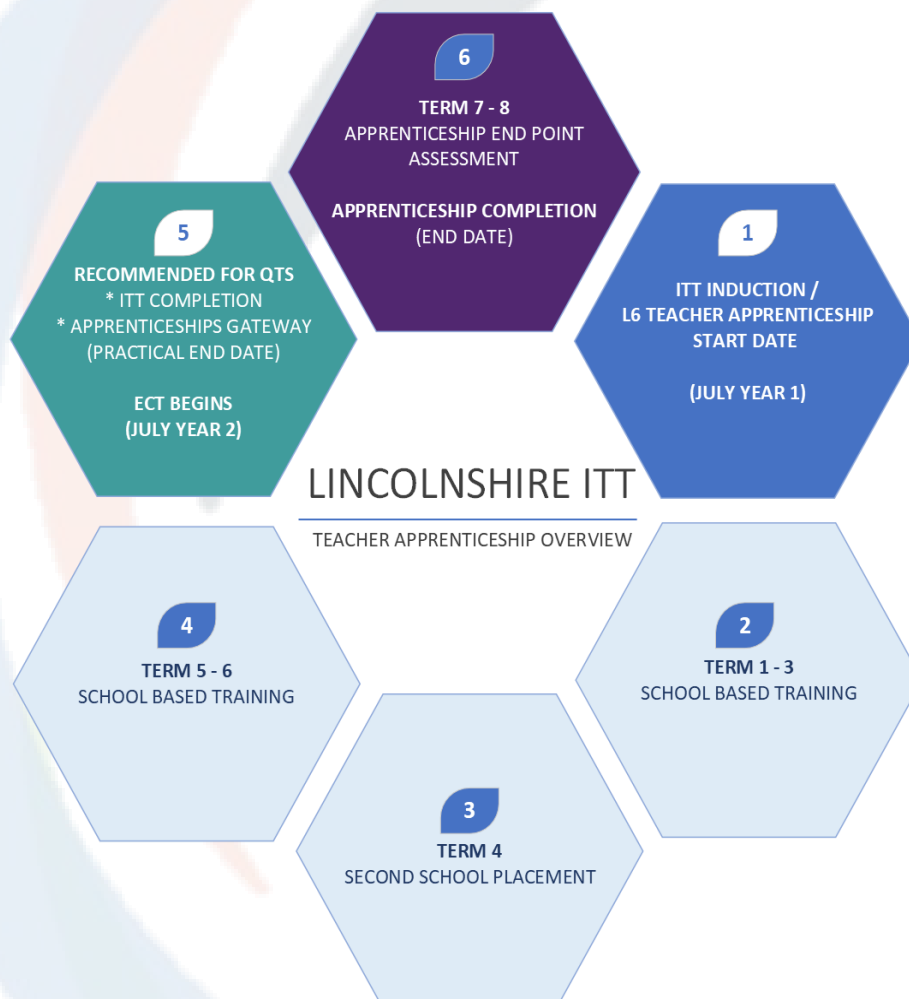 LINCOLNSHIRE ITT
TEACHER APPRENTICESHIP OVERVIEW
1
ITT INDUCTION /
L6 TEACHER APPRENTICESHIP
START DATE
(JULY YEAR 1)
2
TERM 1 - 3
SCHOOL BASED TRAINING
3
TERM 4
SECOND SCHOOL PLACEMENT
4
TERM 5 - 6
SCHOOL BASED TRAINING
5
RECOMMENDED FOR QTS
* ITT COMPLETION
* APPRENTICESHIPS GATEWAY
(PRACTICAL END DATE)
ECT BEGINS
(JULY YEAR 2)
6
TERM 7 - 8
APPRENTICESHIP END POINT
ASSESSMENT
APPRENTICESHIP COMPLETION
(END DATE)